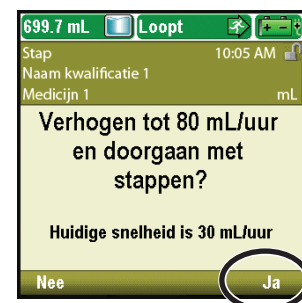 699.7 mL Loopt
Stap 10:05 AM
Naam kwalificatie 1
Medicijn 1 mL
Verhogen tot 80 mL/uur
en doorgaan met
stappen?
Huidige snelheid is 30 mL/uur
Nee Ja